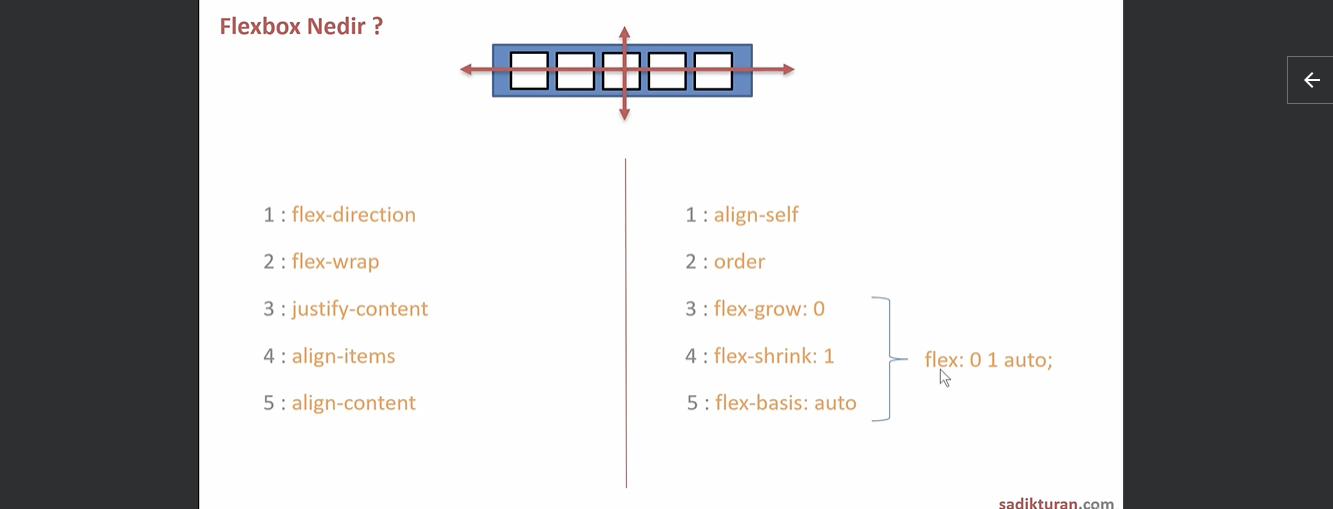 Flexbox Nedir ?
1 : flex-direction
2 : flex-wrap
3 : justify-content
4 : align-items
5 : align-content
1 : align-self
2 : order
3 : flex-grow: 0
4 : flex-shrink: 1
5 : flex-basis: auto
flex: 0 1 auto;
sadikturan.com